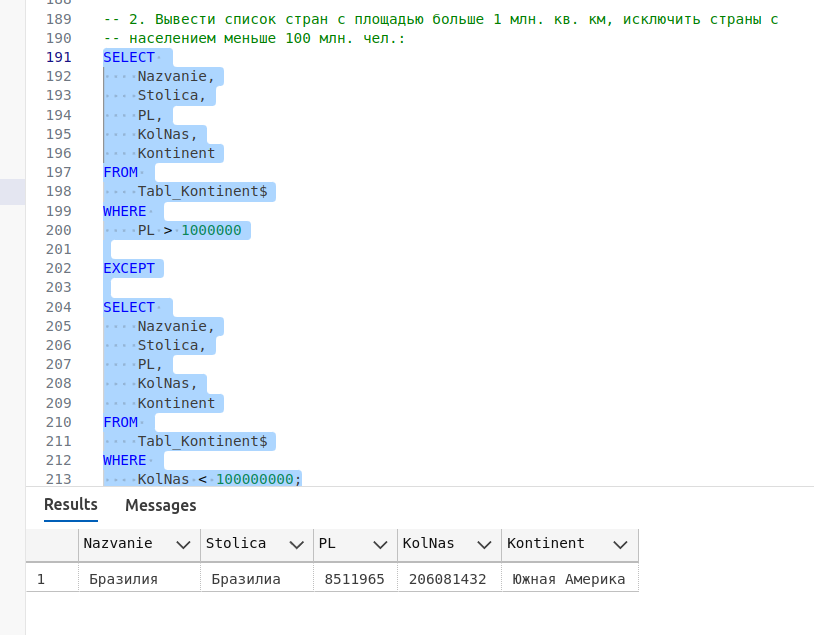 188
189 -- 2. Вывести список стран с площадью больше 1 млн. кв. км, исключить страны с
190 -- населением меньше 100 млн. чел.:
191 SELECT
192 Nazvanie,
193 Stolica,
194 PL,
195 KolNas,
196 Kontinent
197 FROM
198 Tabl_Kontinent$
199 WHERE
200 PL > 1000000
201
202 EXCEPT
203
204 SELECT
205 Nazvanie,
206 Stolica,
207 PL,
208 KolNas,
209 Kontinent
210 FROM
211 Tabl_Kontinent$
212 WHERE
213 KolNas < 100000000;
Results Messages
Nazvanie Stolica PL KolNas Kontinent
1 Бразилия Бразилиа 8511965 206081432 Южная Америка